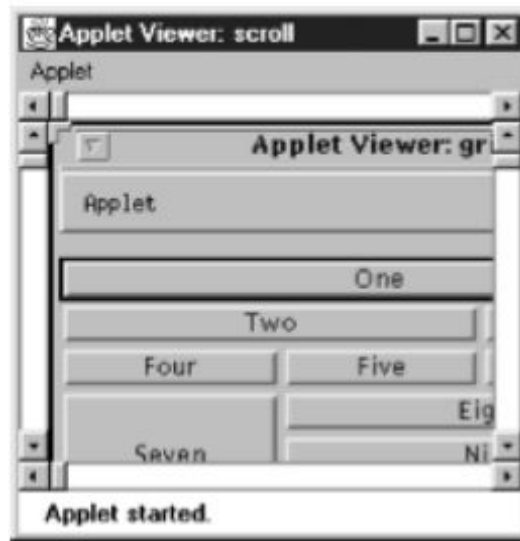 Applet Viewer: scroll
Applet
Applet Viewer: gr
Applet
One
Two
Four
Five
Eig
Seven
Ni
Applet started.